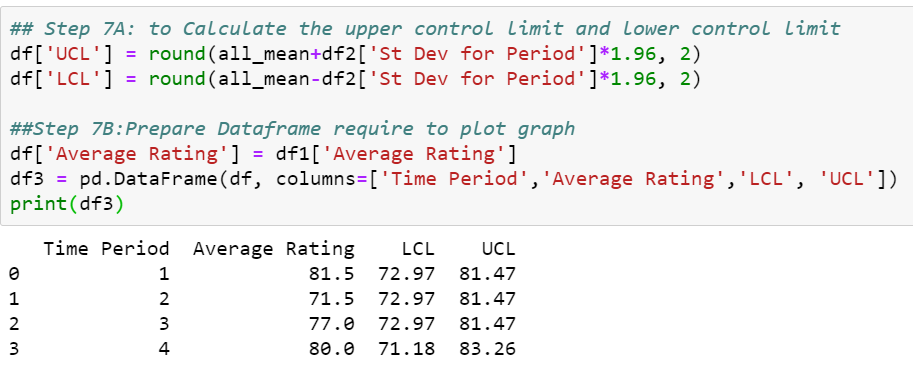 ## Step 7A: to Calculate the upper control limit and lower control limit
df['UCL'] = round(all_mean+df2['St Dev for Period']*1.96, 2)
df['LCL'] = round(all_mean-df2['St Dev for Period']*1.96, 2)
##Step 7B:Prepare Dataframe require to plot graph
df['Average Rating'] = df1['Average Rating']
df3 = pd.DataFrame(df, columns=['Time Period','Average Rating','LCL', 'UCL'])
print(df3)
Time Period Average Rating LCL UCL
0 1 81.5 72.97 81.47
1 2 71.5 72.97 81.47
2 3 77.0 72.97 81.47
3 4 80.0 71.18 83.26